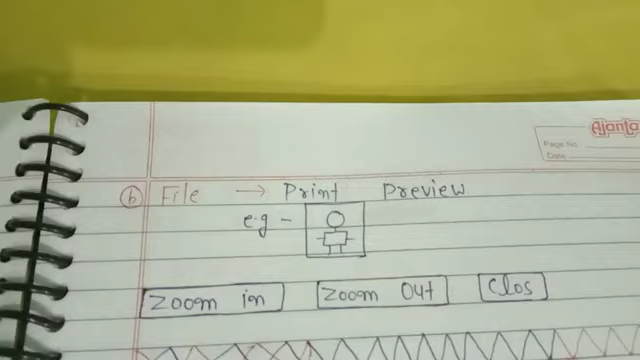 Ajanta
Page No.
Date
(b) File → Print Preview
e.g -
Zoom in Zoom Out Clos